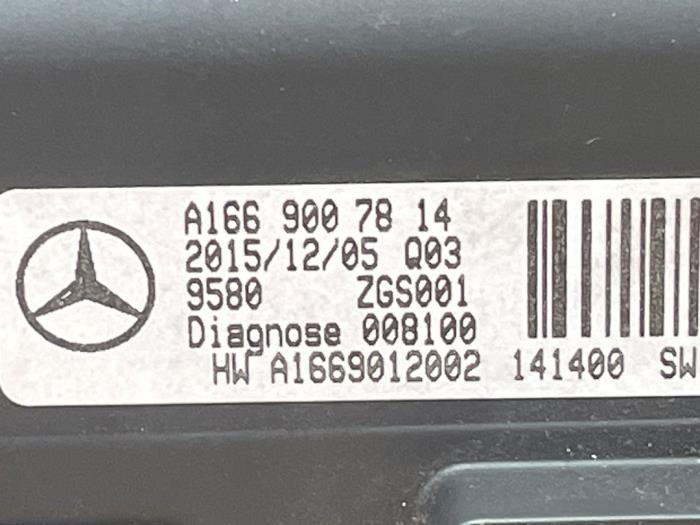 A166 900 78 14
2015/12/05 Q03
9580 ZGS001
Diagnose 008100
HW A1669012002 141400 SW